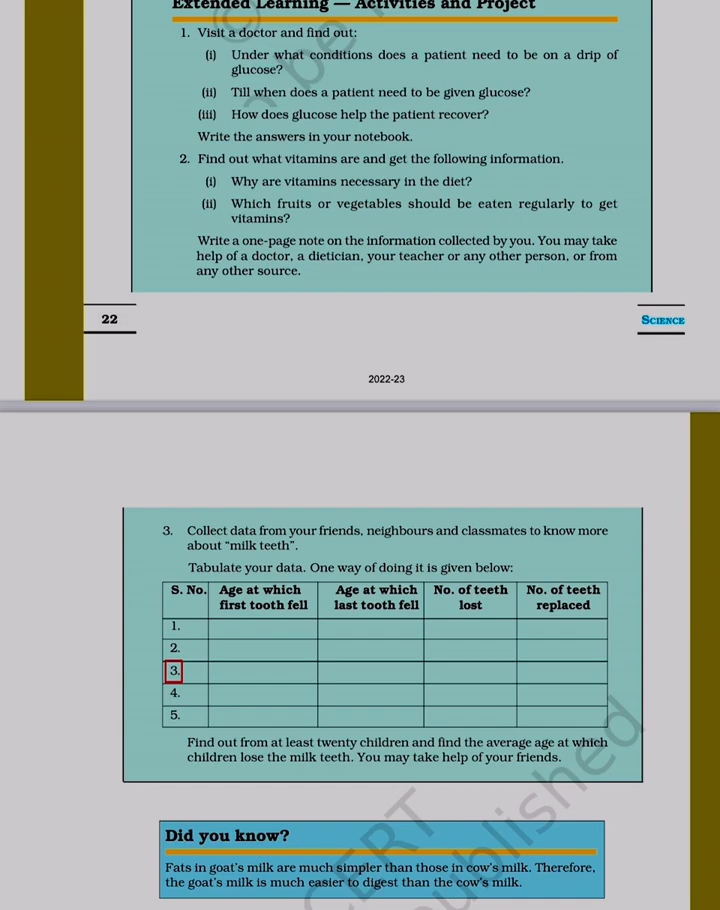 Extended Learning — Activities and Project
1. Visit a doctor and find out:
(i) Under what conditions does a patient need to be on a drip of
glucose?
(ii) Till when does a patient need to be given glucose?
(iii) How does glucose help the patient recover?
Write the answers in your notebook.
2. Find out what vitamins are and get the following information.
(i) Why are vitamins necessary in the diet?
(ii) Which fruits or vegetables should be eaten regularly to get
vitamins?
Write a one-page note on the information collected by you. You may take
help of a doctor, a dietician, your teacher or any other person, or from
any other source.
22
SCIENCE
2022-23
3. Collect data from your friends, neighbours and classmates to know more
about “milk teeth”.
Tabulate your data. One way of doing it is given below:
S. No. Age at which Age at which No. of teeth No. of teeth
first tooth fell last tooth fell lost replaced
1.
2.
3.
4.
5.
Find out from at least twenty children and find the average age at which
children lose the milk teeth. You may take help of your friends.
Did you know?
Fats in goat’s milk are much simpler than those in cow’s milk. Therefore,
the goat’s milk is much easier to digest than the cow’s milk.